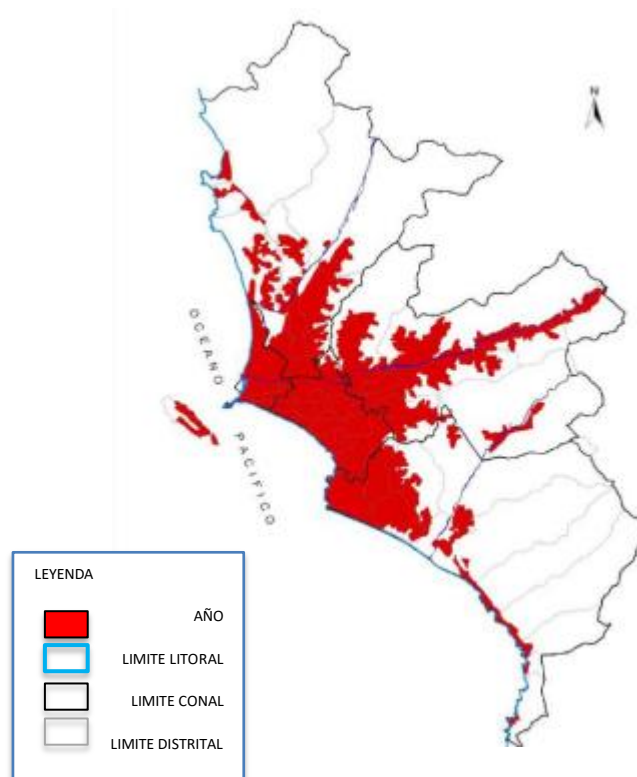 N
OCEANO
PACIFICO
LEYENDA
AÑO
LIMITE LITORAL
LIMITE CONAL
LIMITE DISTRITAL